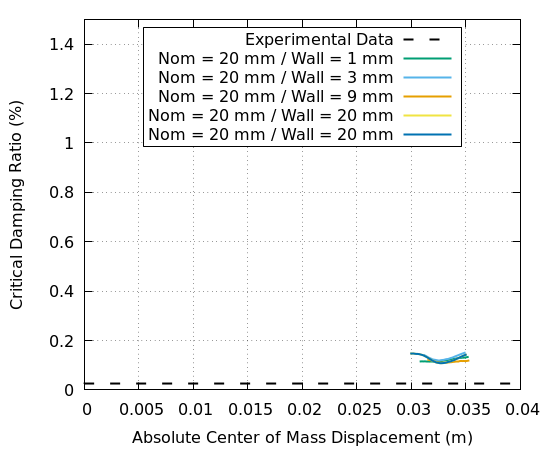 1.4
1.2
1
0.8
0.6
0.4
0.2
0
Critical Damping Ratio (%)
Experimental Data
Nom = 20 mm / Wall = 1 mm
Nom = 20 mm / Wall = 3 mm
Nom = 20 mm / Wall = 9 mm
Nom = 20 mm / Wall = 20 mm
Nom = 20 mm / Wall = 20 mm
0 0.005 0.01 0.015 0.02 0.025 0.03 0.035 0.04
Absolute Center of Mass Displacement (m)